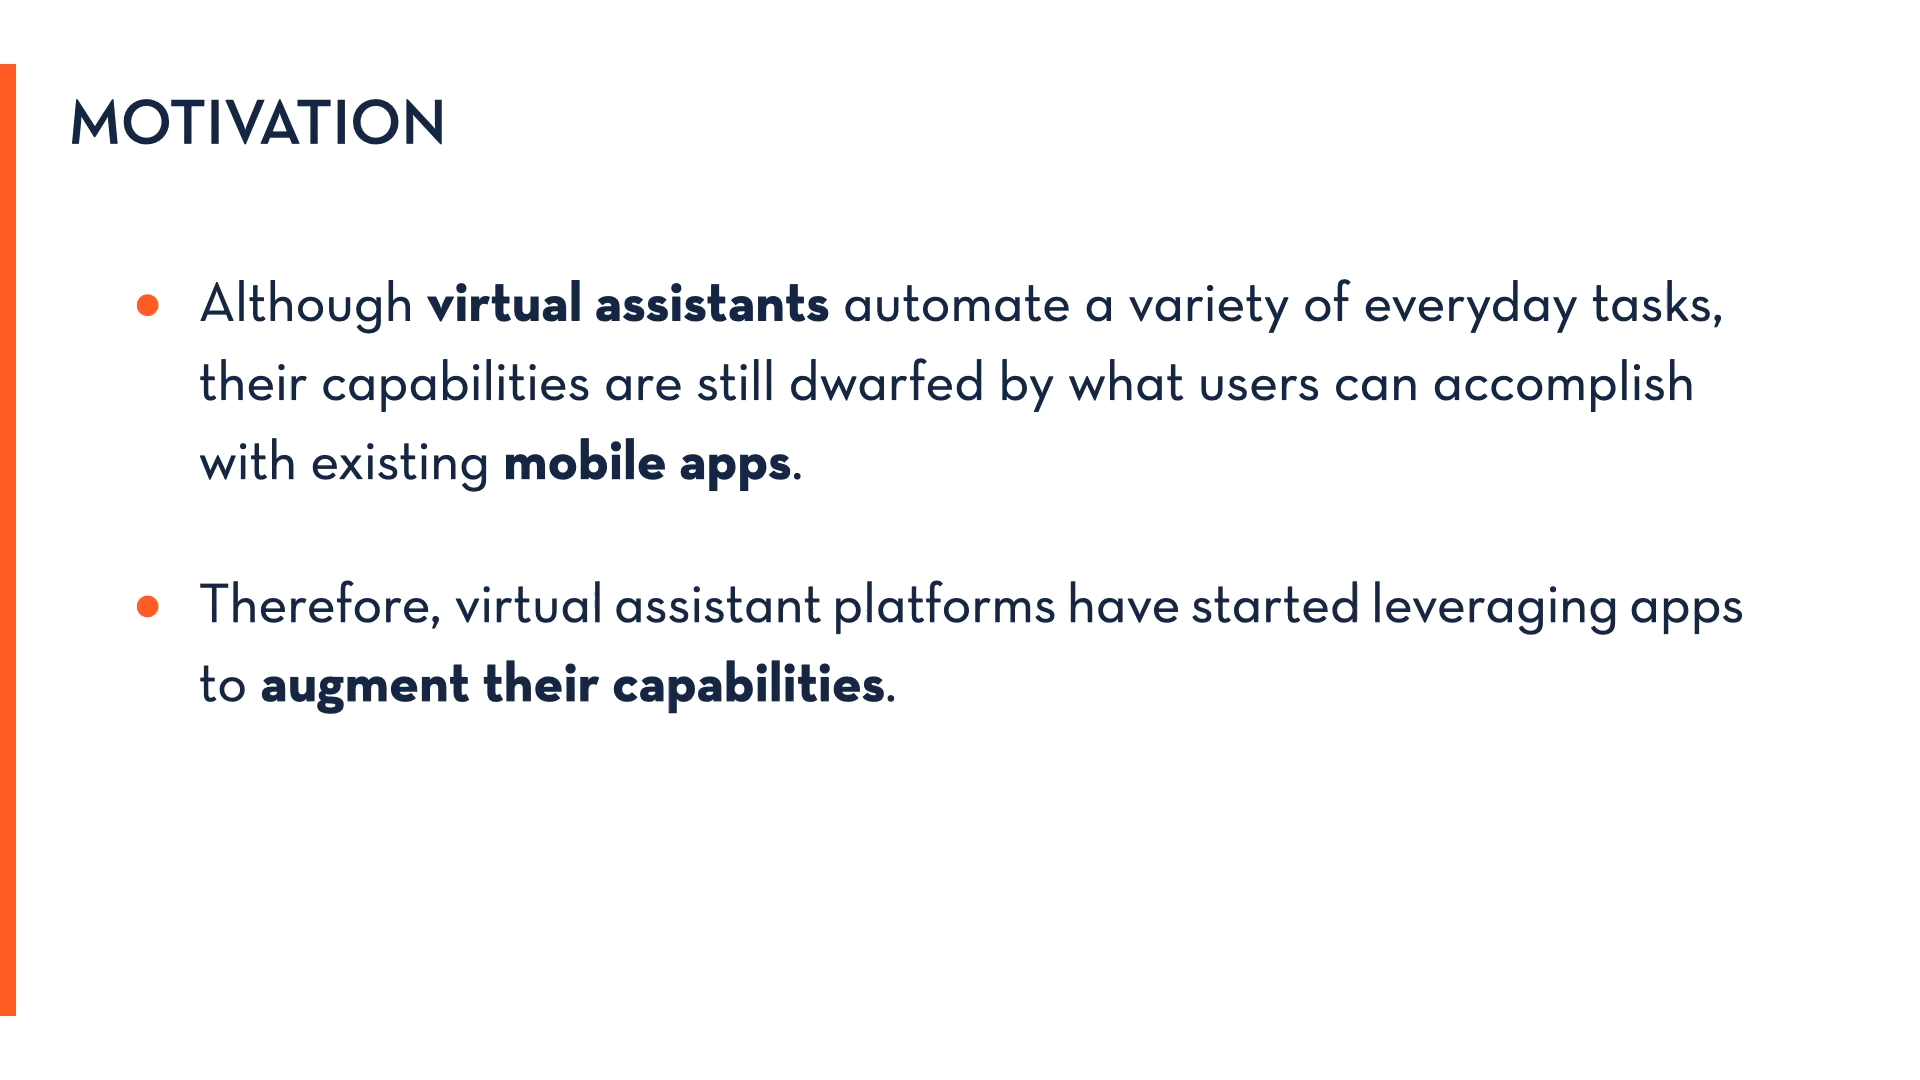 MOTIVATION
Although virtual assistants automate a variety of everyday tasks,
their capabilities are still dwarfed by what users can accomplish
with existing mobile apps.
Therefore, virtual assistant platforms have started leveraging apps
to augment their capabilities.